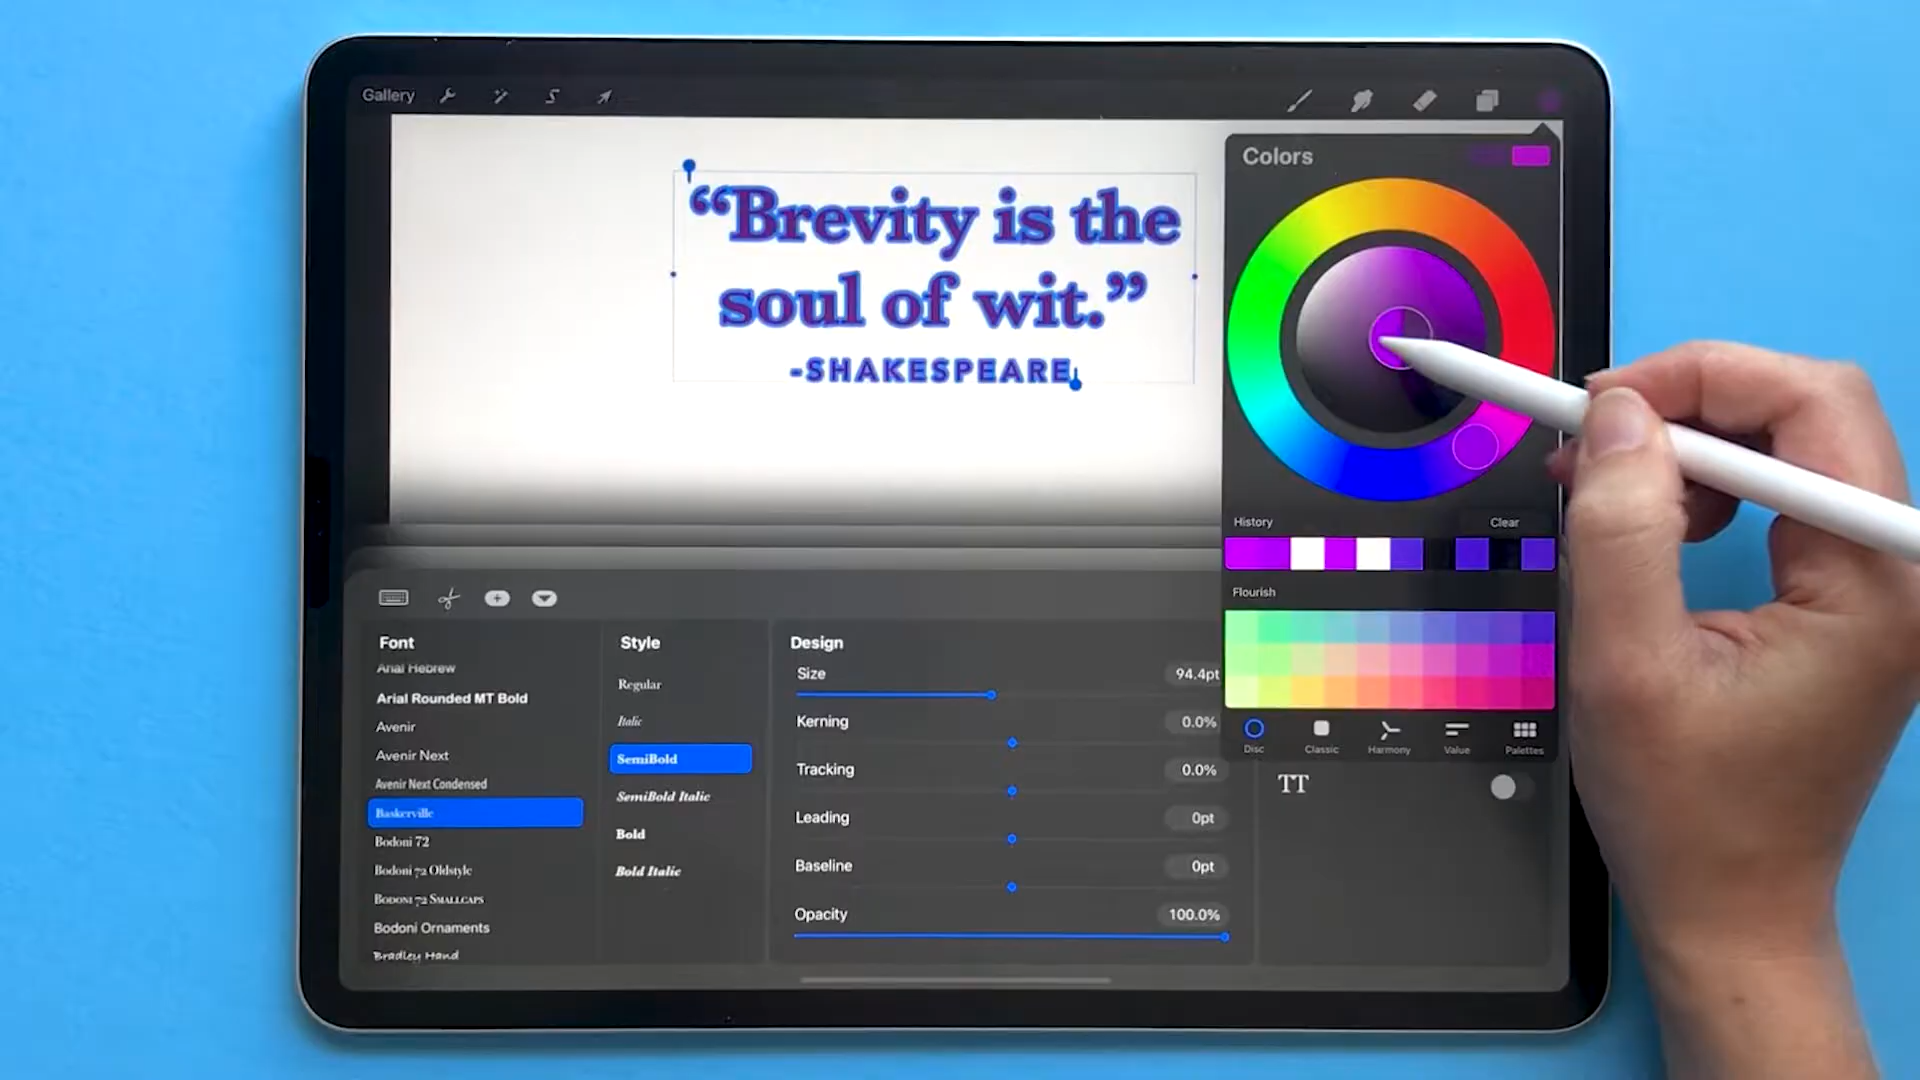 Gallery
Colors
“Brevity is the
soul of wit.”
-SHAKESPEARE
History
Clear
Flourish
Disc
Classic
Harmony
Value
Palettes
Font
Arial Hebrew
Arial Rounded MT Bold
Avenir
Avenir Next
Avenir Next Condensed
Baskerville
Bodoni 72
Bodoni 72 Oldstyle
Bodoni 72 Smallcaps
Bodoni Ornaments
Bradley Hand
Style
Regular
Italic
SemiBold
SemiBold Italic
Bold
Bold Italic
Design
Size 94.4pt
Kerning 0.0%
Tracking 0.0%
Leading 0pt
Baseline 0pt
Opacity 100.0%
TT